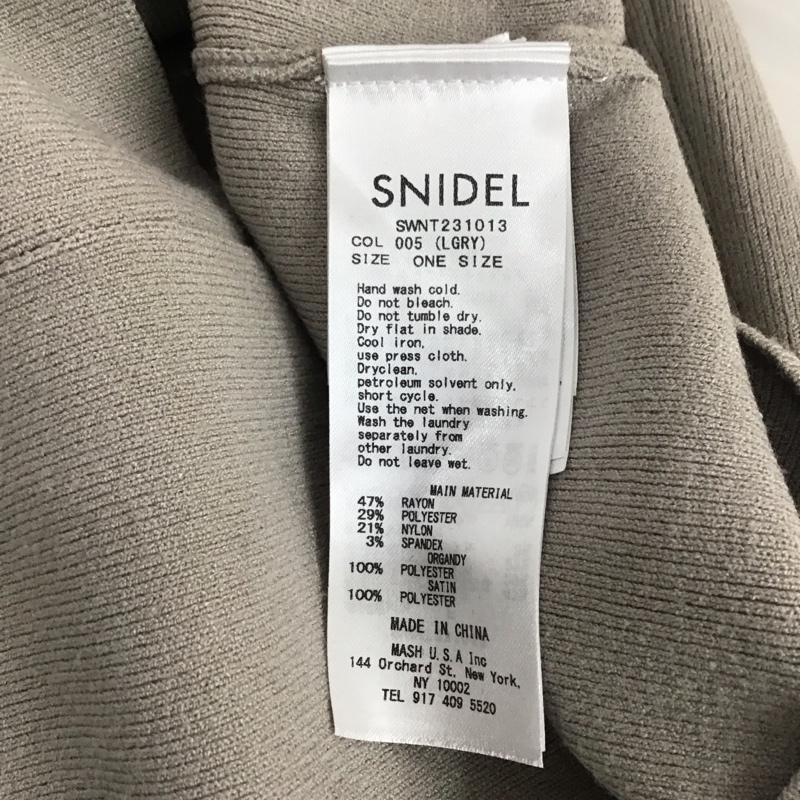 SNIDEL
SWNT231013
COL 005 (LGRY)
SIZE ONE SIZE
Hand wash cold.
Do not bleach.
Do not tumble dry.
Dry flat in shade.
Cool iron.
use press cloth.
Dryclean.
petroleum solvent only.
short cycle.
Use the net when washing.
Wash the laundry
separately from
other laundry.
Do not leave wet.
MAIN MATERIAL
47% RAYON
29% POLYESTER
21% NYLON
3% SPANDEX
ORGANDY
100% POLYESTER
SATIN
100% POLYESTER
MADE IN CHINA
MASH U.S.A Inc
144 Orchard St. New York,
NY 10002
TEL 917 409 5520